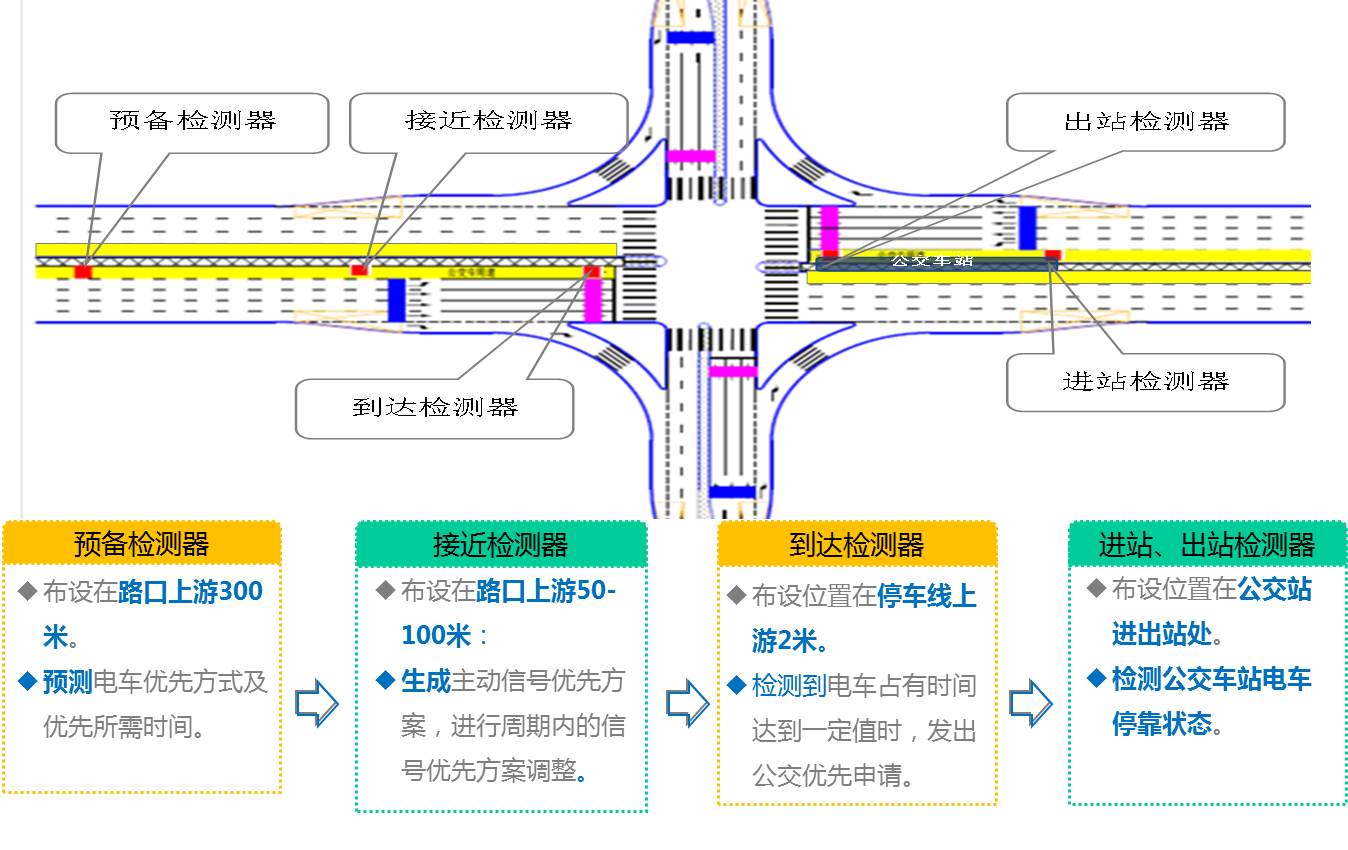 预备检测器
接近检测器
出站检测器
公交车站
到达检测器
进站检测器
预备检测器
◆布设在路口上游300
米。
◆预测电车优先方式及
优先所需时间。
接近检测器
◆布设在路口上游50-
100米：
◆生成主动信号优先方
案，进行周期内的信
号优先方案调整。
到达检测器
◆布设位置在停车线上
游2米。
◆检测到电车占有时间
达到一定值时，发出
公交优先申请。
进站、出站检测器
◆布设位置在公交站
进出站处。
◆检测公交车站电车
停靠状态。